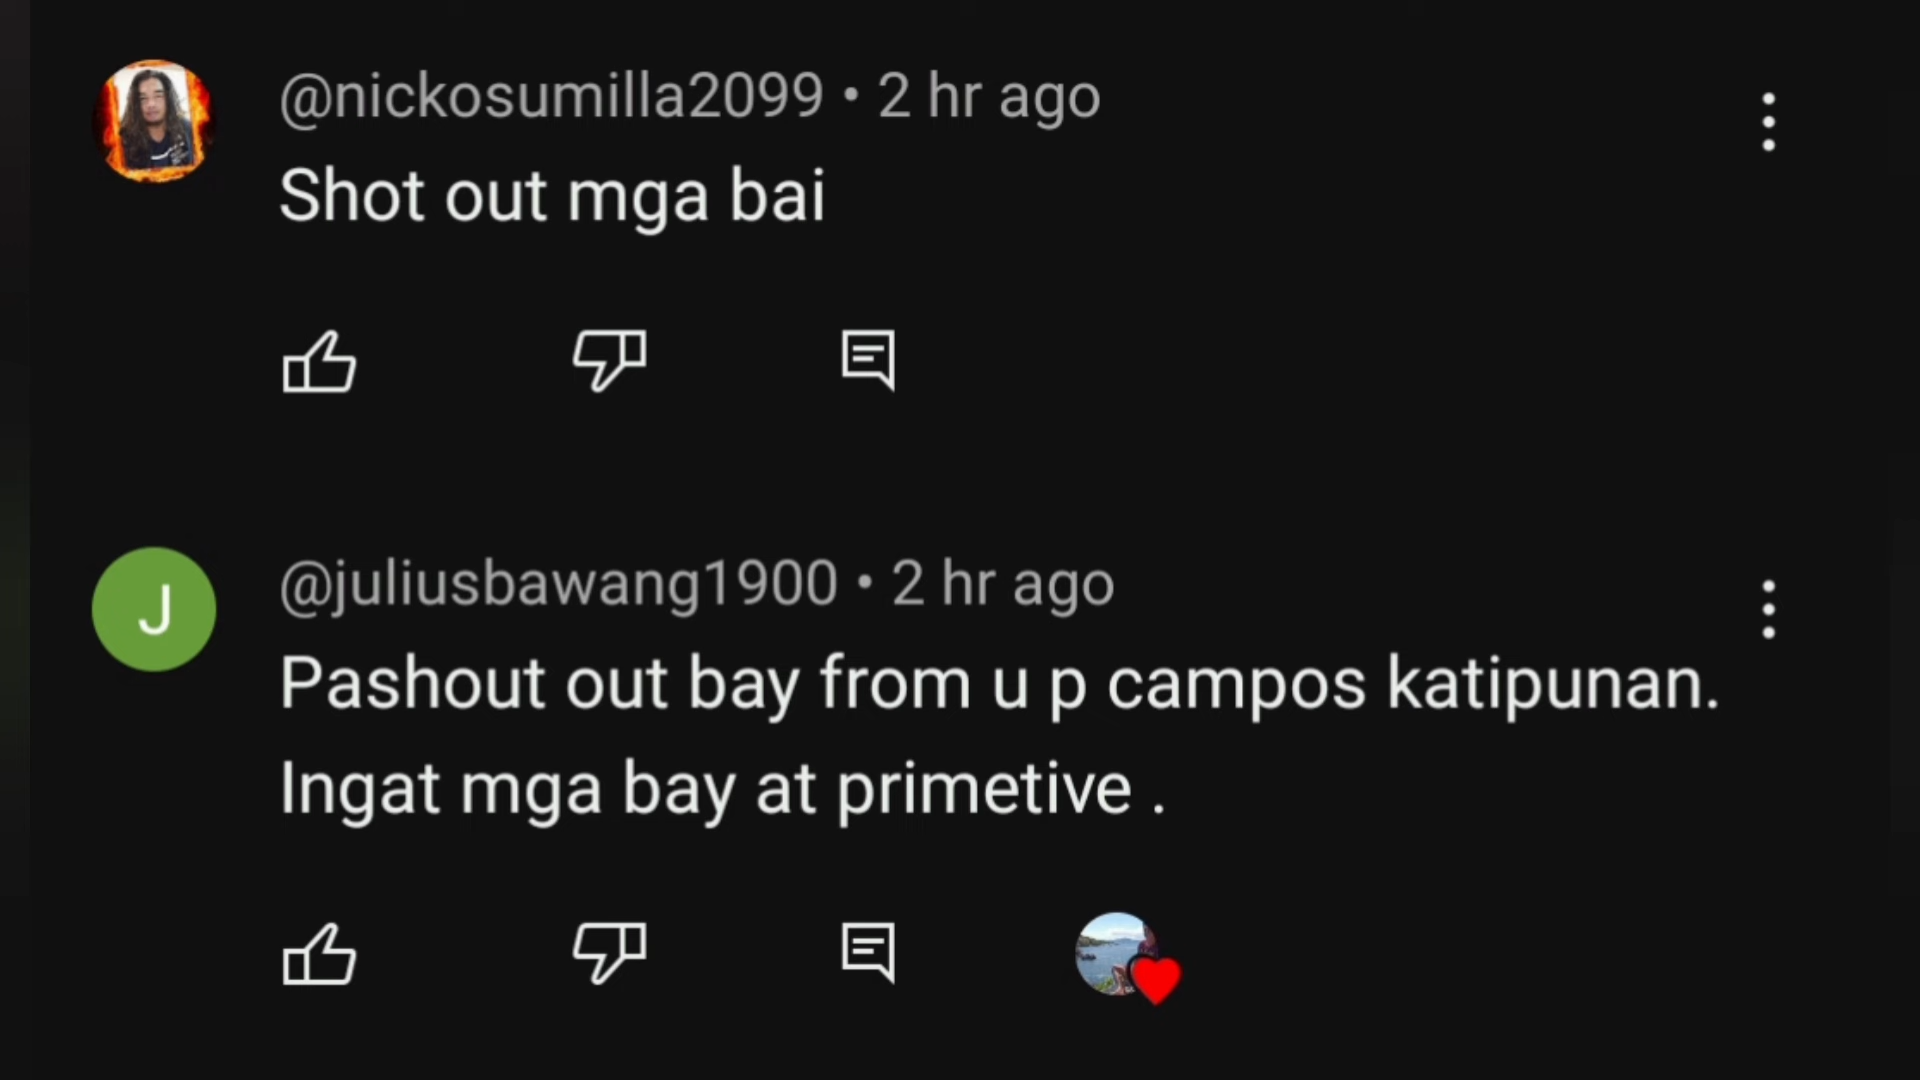 @nickosumilla2099 • 2 hr ago
Shot out mga bai
J
@juliusbawang1900 • 2 hr ago
Pashout out bay from u p campos katipunan.
Ingat mga bay at primetive .